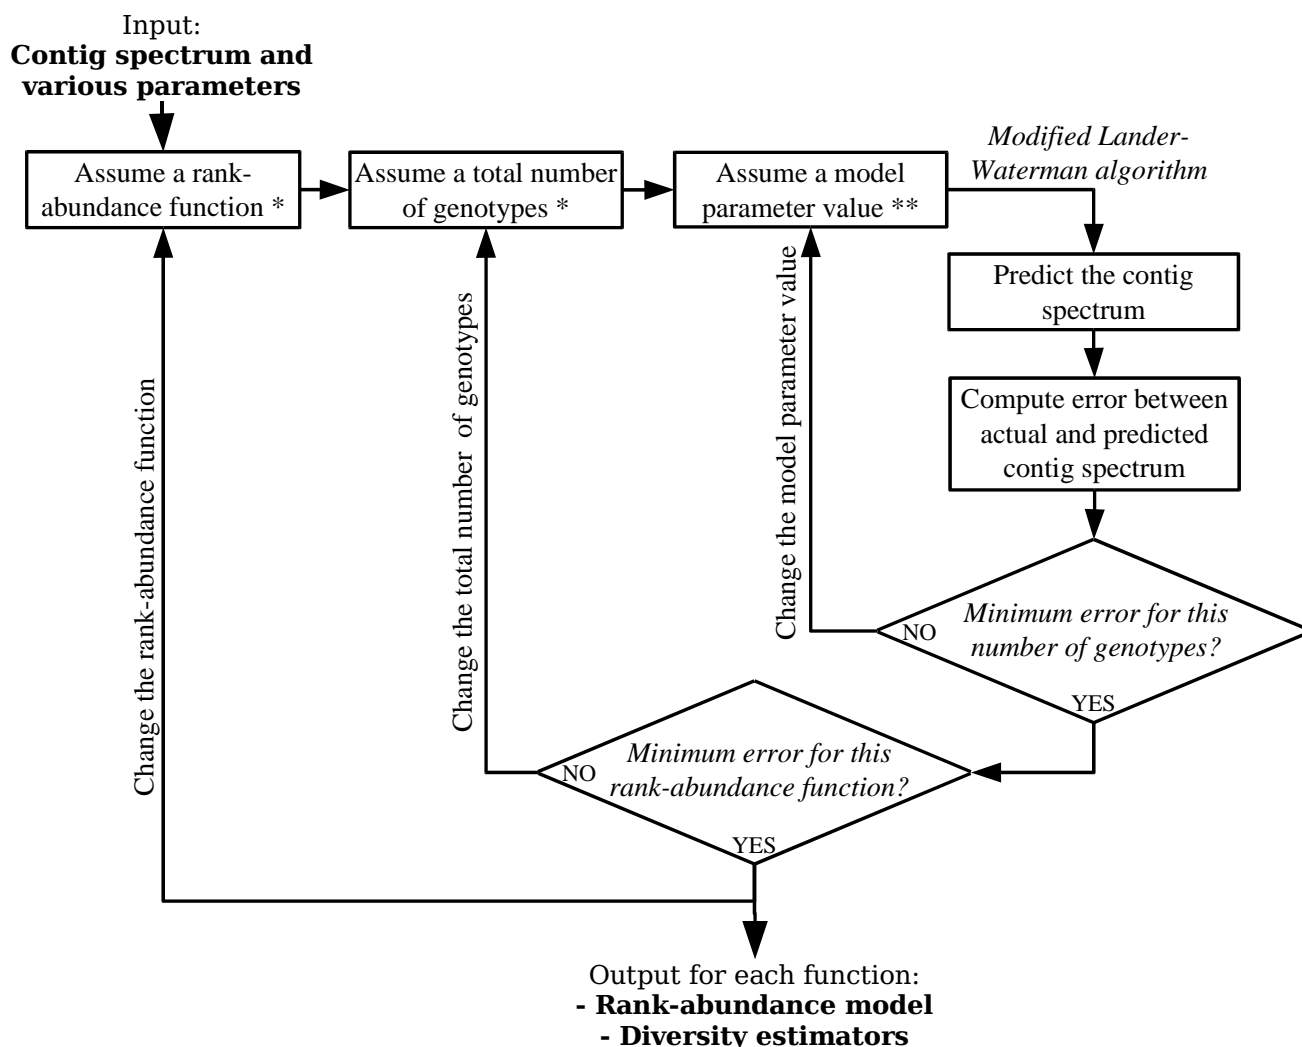 Input:
Contig spectrum and
various parameters
Assume a rank-
abundance function *
Assume a total number
of genotypes *
Assume a model
parameter value **
Modified Lander-
Waterman algorithm
Predict the contig
spectrum
Compute error between
actual and predicted
contig spectrum
Minimum error for this
number of genotypes?
NO
YES
Change the model parameter value
Minimum error for this
rank-abundance function?
NO
YES
Change the total number of genotypes
Change the rank-abundance function
Output for each function:
- Rank-abundance model
- Diversity estimators